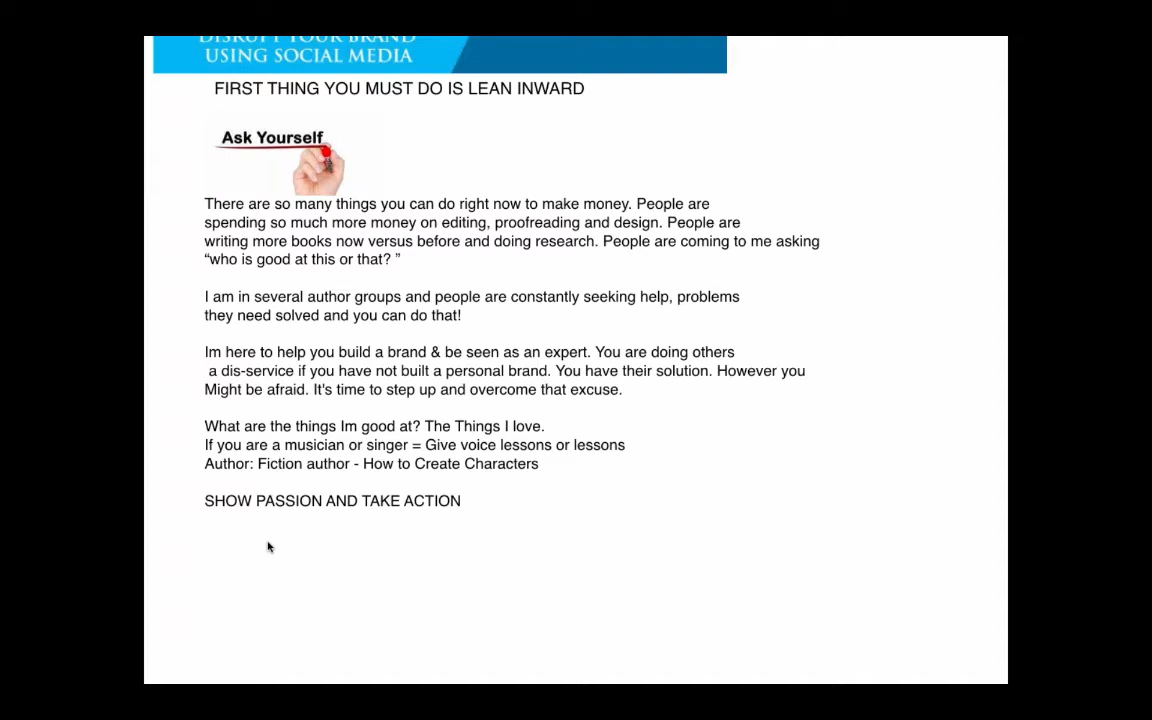 DISRUPT YOUR BRAND
USING SOCIAL MEDIA
FIRST THING YOU MUST DO IS LEAN INWARD
Ask Yourself
There are so many things you can do right now to make money. People are
spending so much more money on editing, proofreading and design. People are
writing more books now versus before and doing research. People are coming to me asking
“who is good at this or that? ”
I am in several author groups and people are constantly seeking help, problems
they need solved and you can do that!
Im here to help you build a brand & be seen as an expert. You are doing others
a dis-service if you have not built a personal brand. You have their solution. However you
Might be afraid. It's time to step up and overcome that excuse.
What are the things Im good at? The Things I love.
If you are a musician or singer = Give voice lessons or lessons
Author: Fiction author - How to Create Characters
SHOW PASSION AND TAKE ACTION